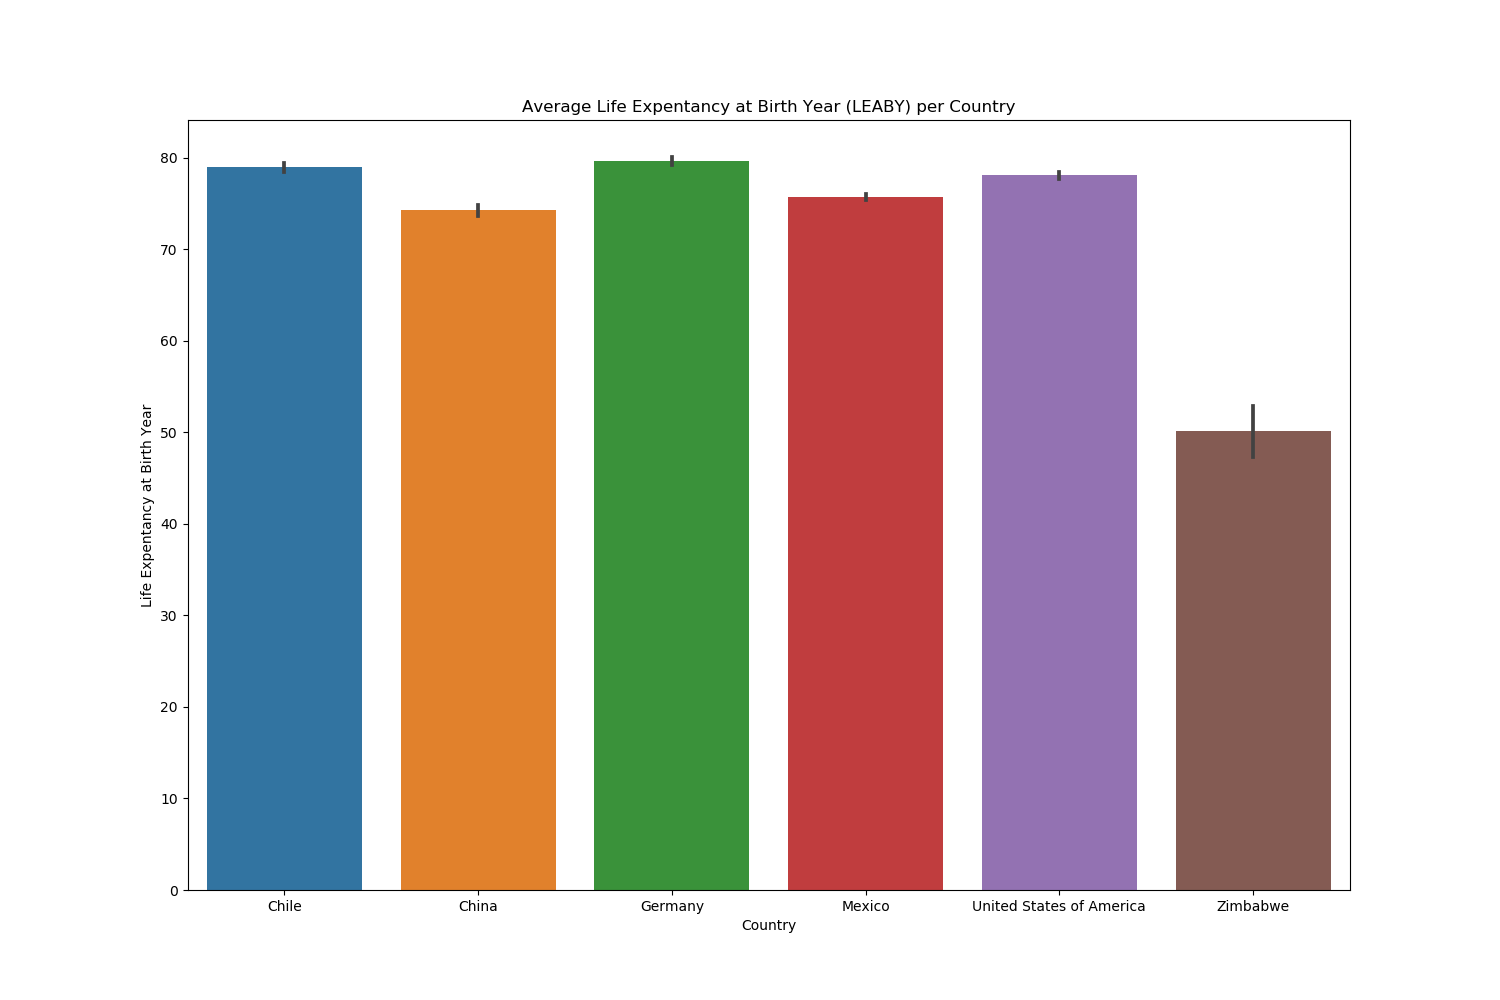 Average Life Expentancy at Birth Year (LEABY) per Country
Life Expentancy at Birth Year
80
70
60
50
40
30
20
10
0
Chile China Germany Mexico United States of America Zimbabwe
Country